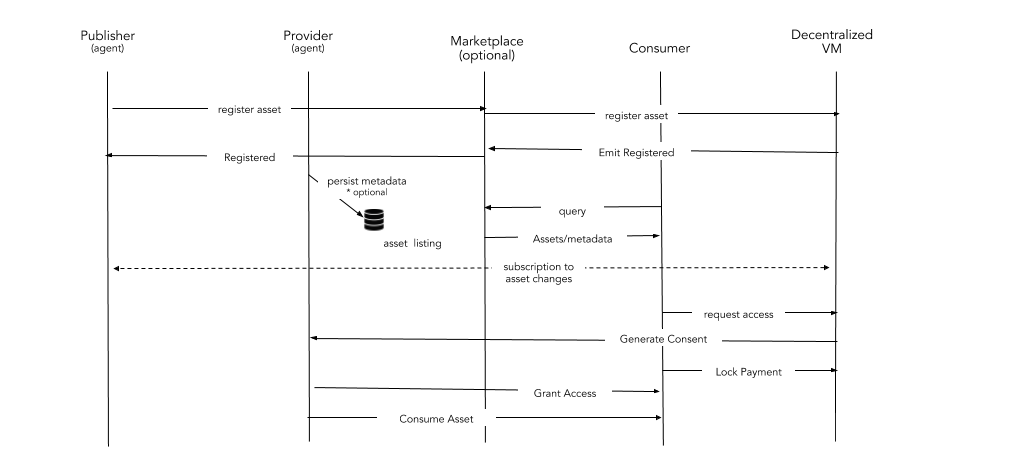 Publisher
(agent)
Provider
(agent)
Marketplace
(optional)
Consumer
Decentralized
VM
register asset
register asset
Registered
Emit Registered
persist metadata
* optional
query
asset listing
Assets/metadata
subscription to
asset changes
request access
Generate Consent
Lock Payment
Grant Access
Consume Asset